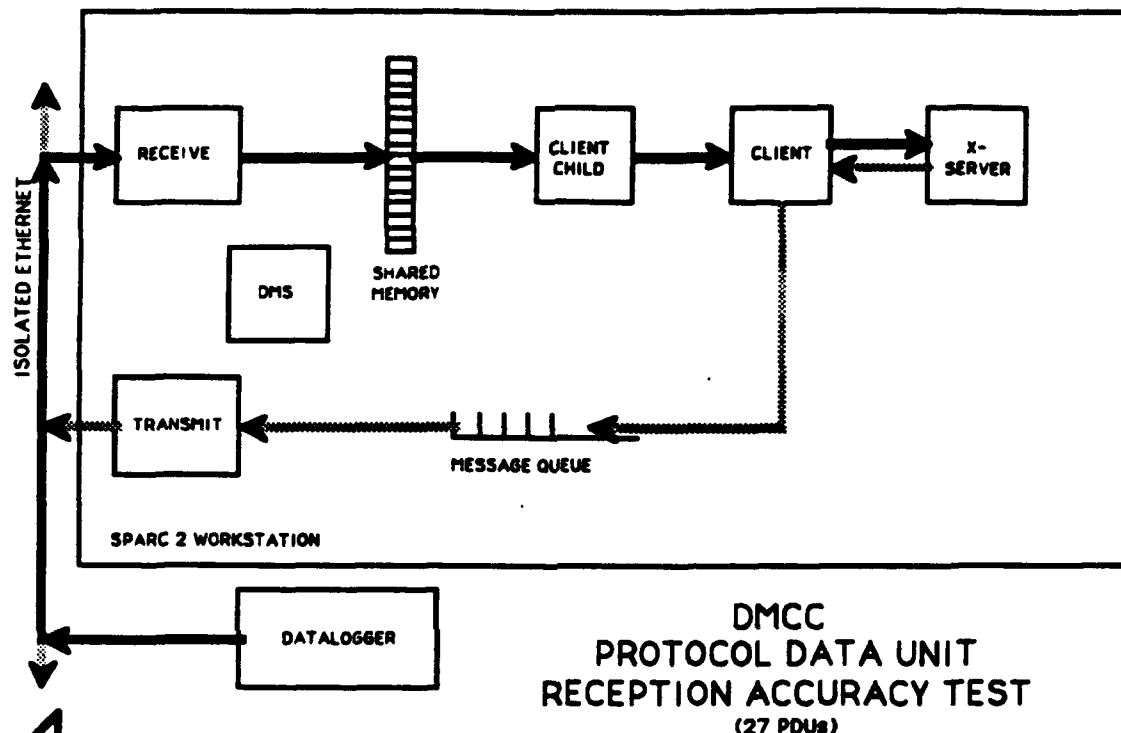 RECEIVE
CLIENT
CHILD
CLIENT
X-
SERVER
ISOLATED ETHERNET
SHARED
MEMORY
DMS
TRANSMIT
MESSAGE QUEUE
SPARC 2 WORKSTATION
DATALOGGER
DMCC
PROTOCOL DATA UNIT
RECEPTION ACCURACY TEST
(27 PDUs)